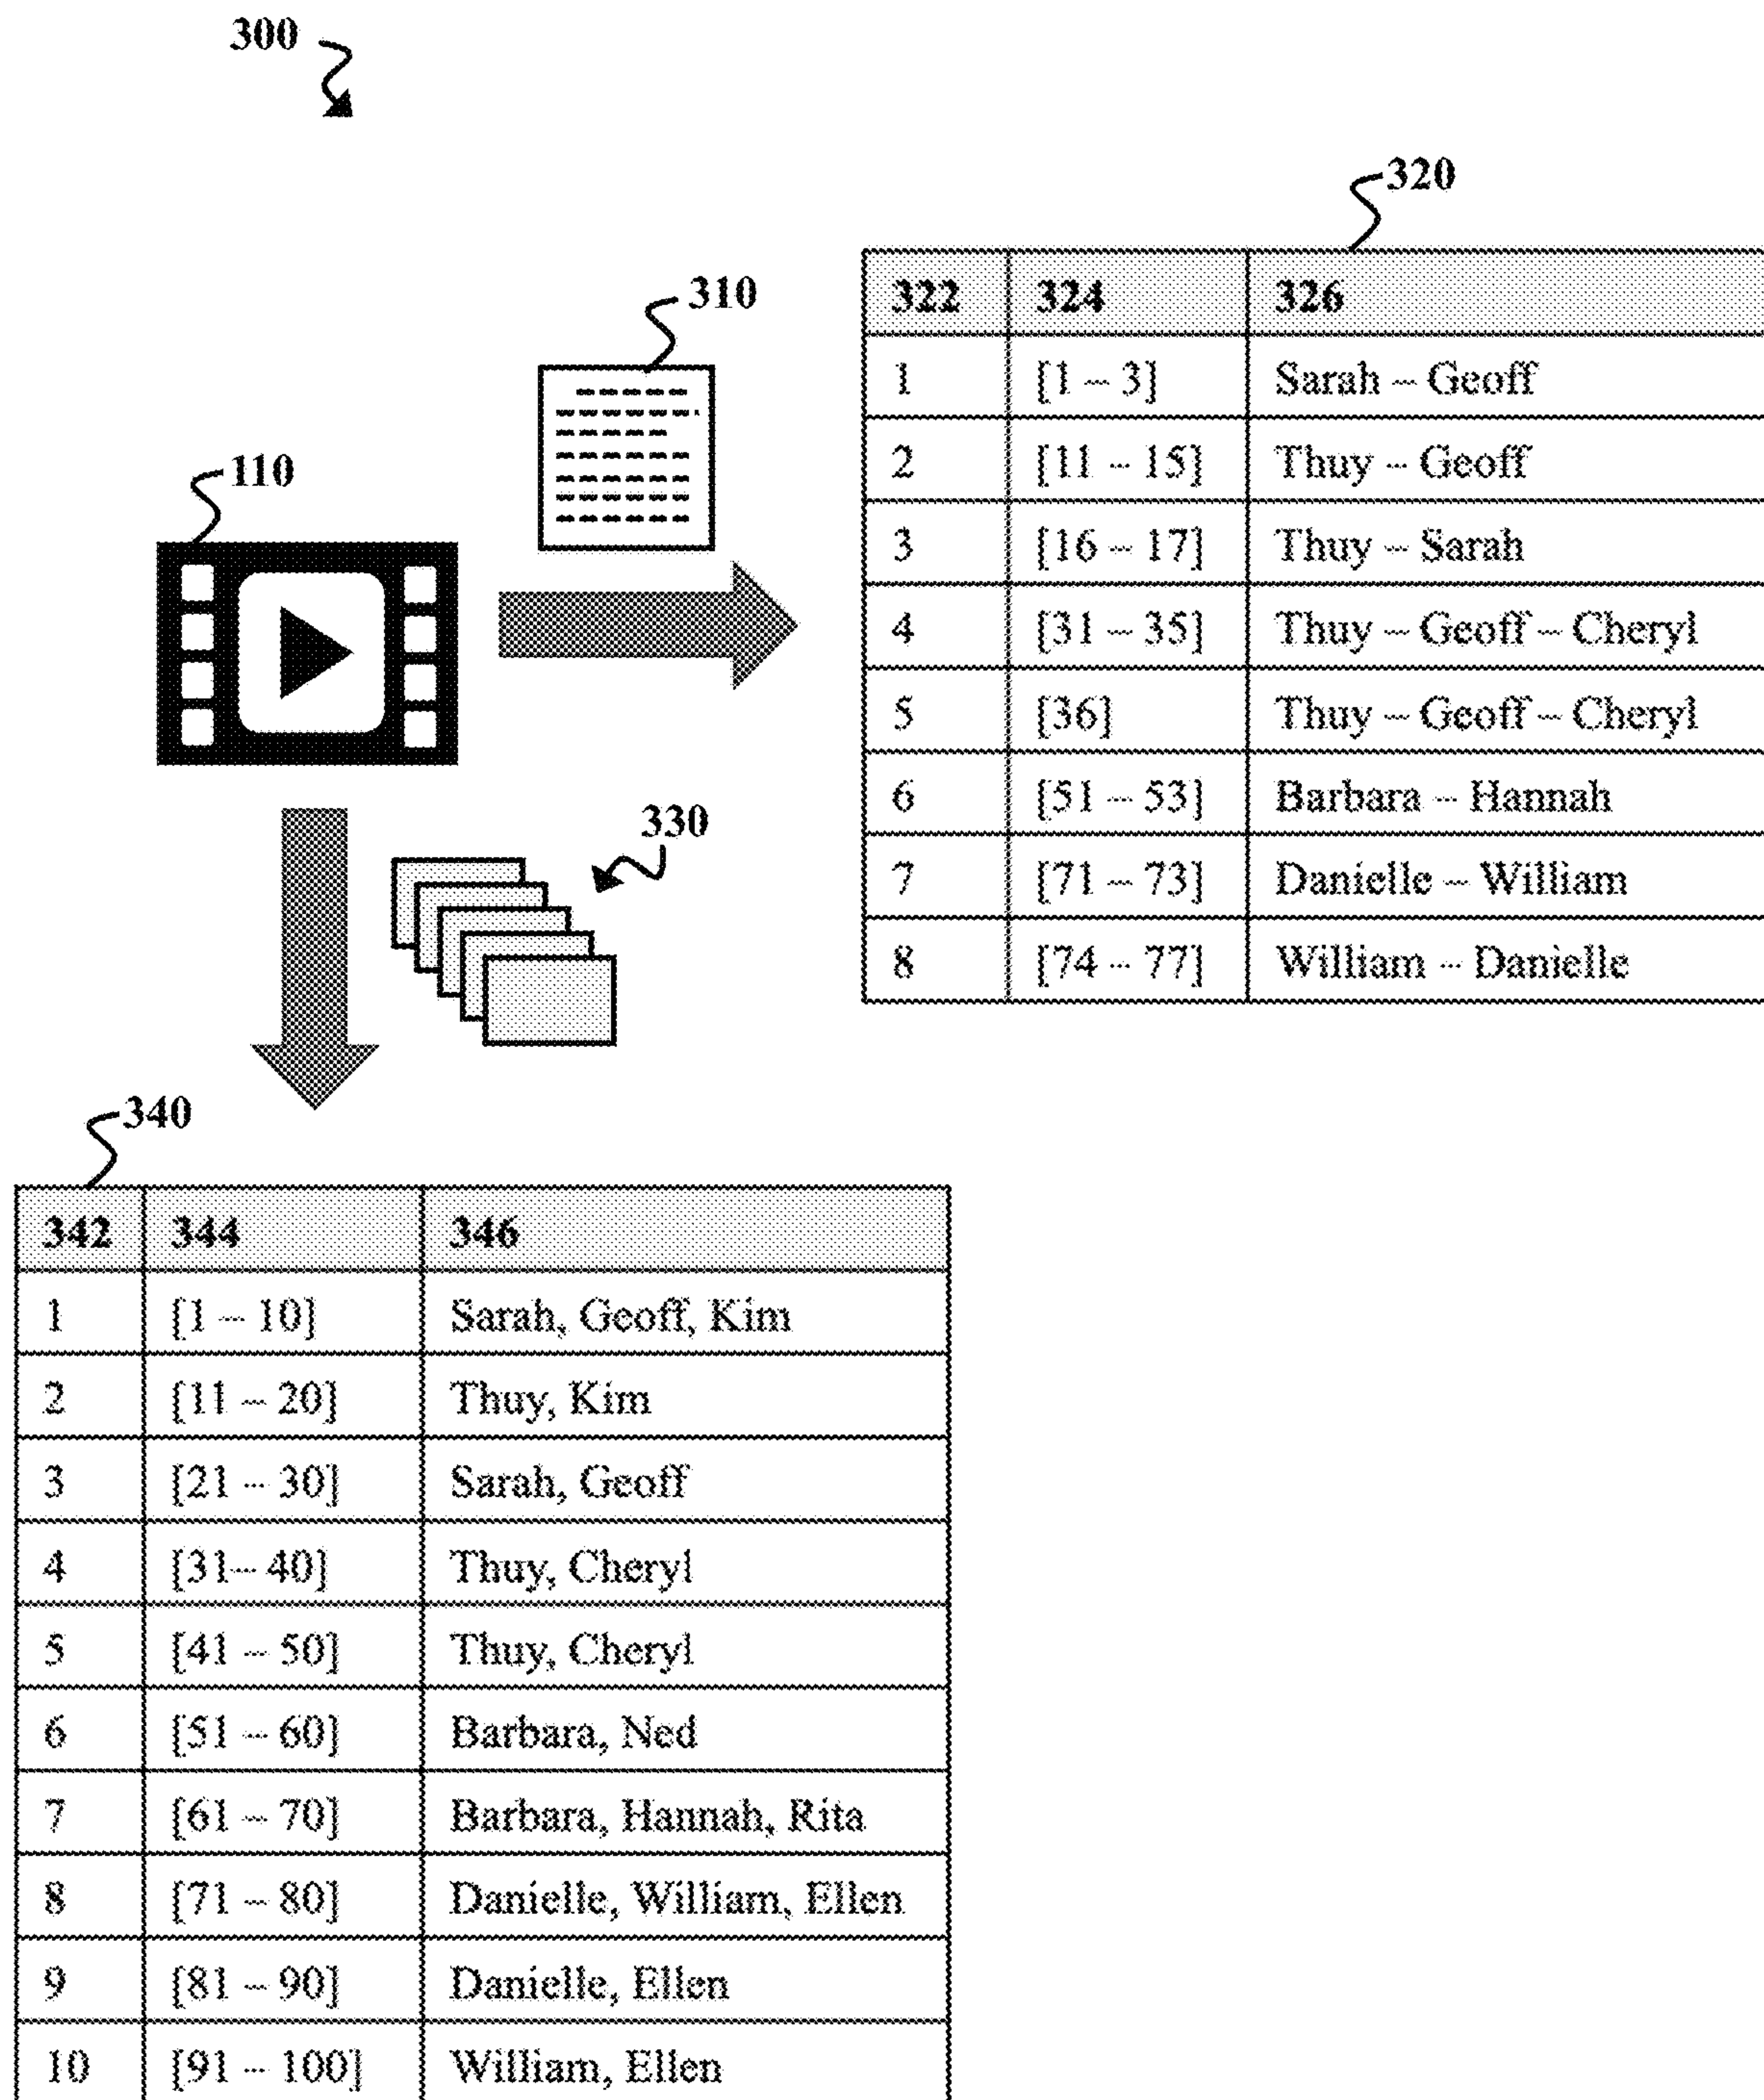 300
320
310
322 324 326
1 [1 – 3] Sarah – Geoff
2 [11 – 15] Thuy – Geoff
3 [16 – 17] Thuy – Sarah
4 [31 – 35] Thuy – Geoff – Cheryl
5 [36] Thuy – Geoff – Cheryl
6 [51 – 53] Barbara – Hannah
7 [71 – 73] Danielle – William
8 [74 – 77] William – Danielle
110
330
340
342 344 346
1 [1 – 10] Sarah, Geoff, Kim
2 [11 – 20] Thuy, Kim
3 [21 – 30] Sarah, Geoff
4 [31– 40] Thuy, Cheryl
5 [41 – 50] Thuy, Cheryl
6 [51 – 60] Barbara, Ned
7 [61 – 70] Barbara, Hannah, Rita
8 [71 – 80] Danielle, William, Ellen
9 [81 – 90] Danielle, Ellen
10 [91 – 100] William, Ellen